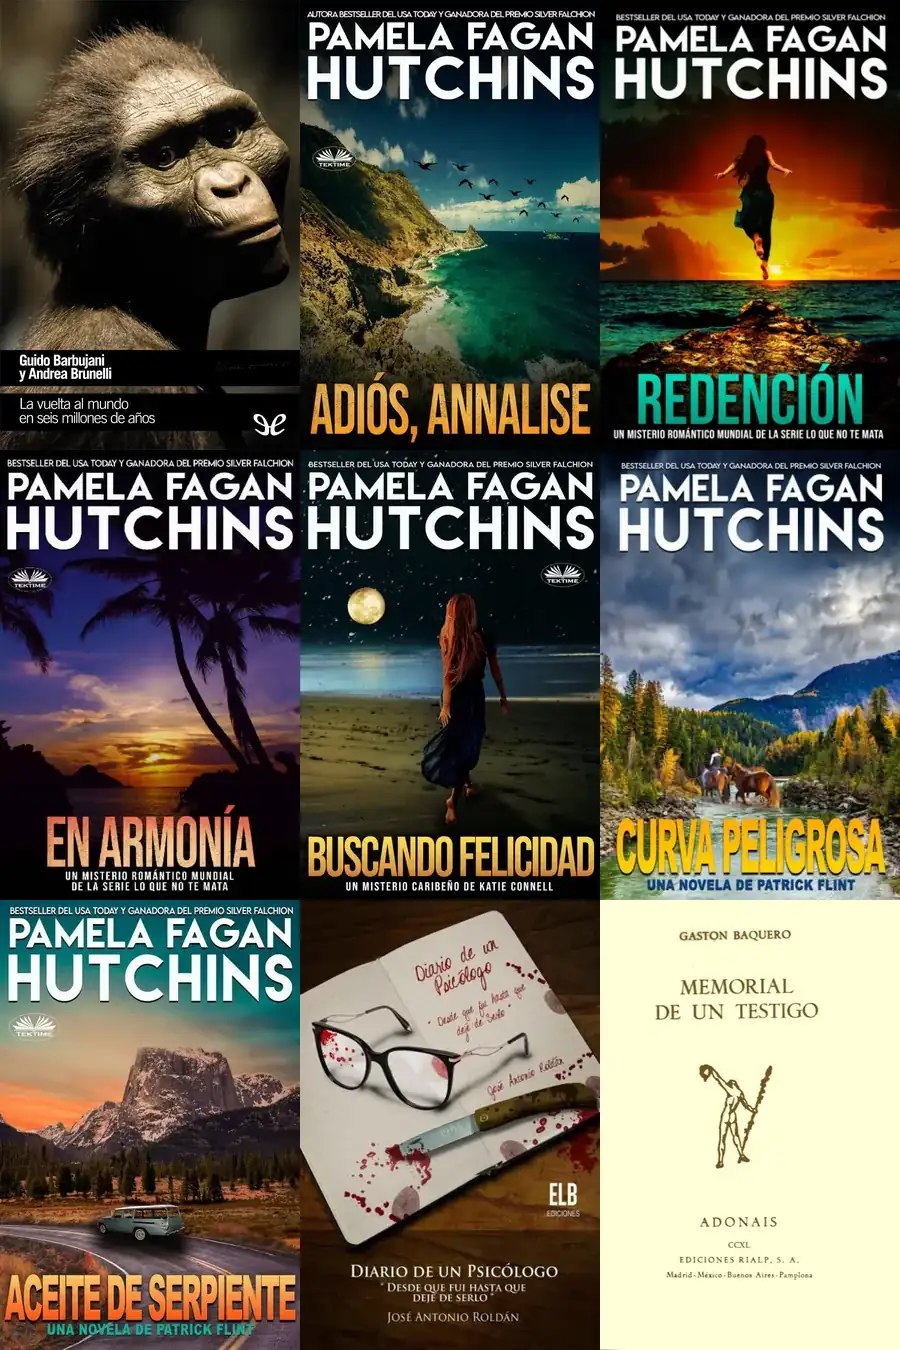 Guido Barbujani
y Andrea Brunelli
La vuelta al mundo
en seis millones de años
AUTORA BESTSELLER DEL USA TODAY Y GANADORA DEL PREMIO SILVER FALCHION
PAMELA FAGAN
HUTCHINS
TEKTIME
ADIÓS, ANNALISE
BESTSELLER DEL USA TODAY Y GANADORA DEL PREMIO SILVER FALCHION
PAMELA FAGAN
HUTCHINS
REDENCIÓN
UN MISTERIO ROMÁNTICO MUNDIAL DE LA SERIE LO QUE NO TE MATA
BESTSELLER DEL USA TODAY Y GANADORA DEL PREMIO SILVER FALCHION
PAMELA FAGAN
HUTCHINS
TEKTIME
EN ARMONÍA
UN MISTERIO ROMÁNTICO MUNDIAL
DE LA SERIE LO QUE NO TE MATA
BESTSELLER DEL USA TODAY Y GANADORA DEL PREMIO SILVER FALCHION
PAMELA FAGAN
HUTCHINS
TEKTIME
BUSCANDO FELICIDAD
UN MISTERIO CARIBEÑO DE KATIE CONNELL
BESTSELLER DEL USA TODAY Y GANADORA DEL PREMIO SILVER FALCHION
PAMELA FAGAN
HUTCHINS
CURVA PELIGROSA
UNA NOVELA DE PATRICK FLINT
BESTSELLER DEL USA TODAY Y GANADORA DEL PREMIO SILVER FALCHION
PAMELA FAGAN
HUTCHINS
TEKTIME
ACEITE DE SERPIENTE
UNA NOVELA DE PATRICK FLINT
Diario de un
Psicólogo
"Desde que fui hasta que
deje de Serlo"
José Antonio Roldán
ELB
EDICIONES
DIARIO DE UN PSICÓLOGO
"DESDE QUE FUI HASTA QUE
DEJE DE SERLO"
JOSÉ ANTONIO ROLDÁN
GASTON BAQUERO
MEMORIAL
DE UN TESTIGO
ADONAIS
CCXL
EDICIONES RIALP, S. A.
Madrid - México - Buenos Aires - Pamplona